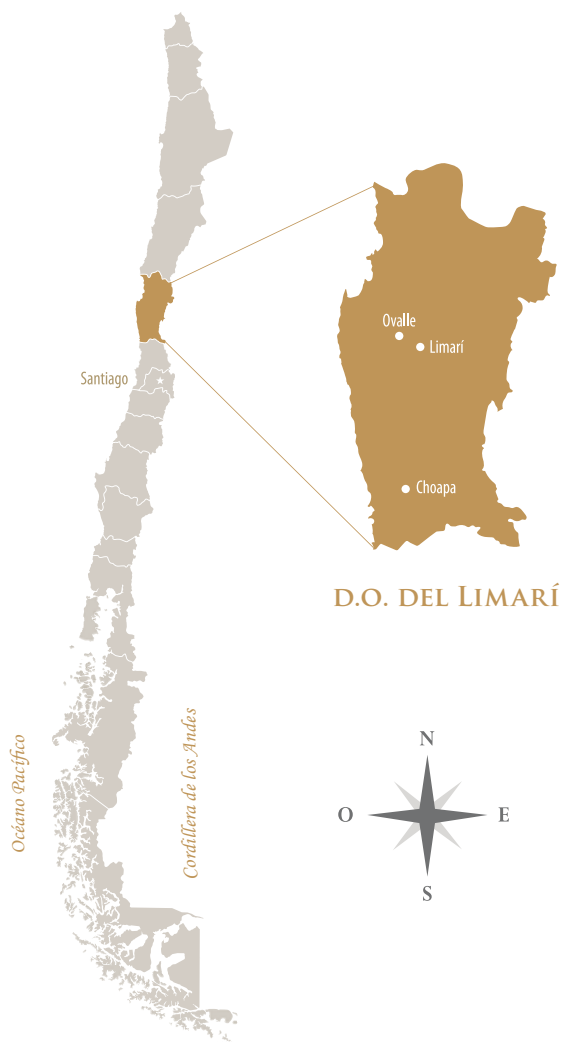 Ovalle
Limarí
Santiago
Choapa
D.O. DEL LIMARÍ
Océano Pacífico
Cordillera de los Andes
N
O
E
S